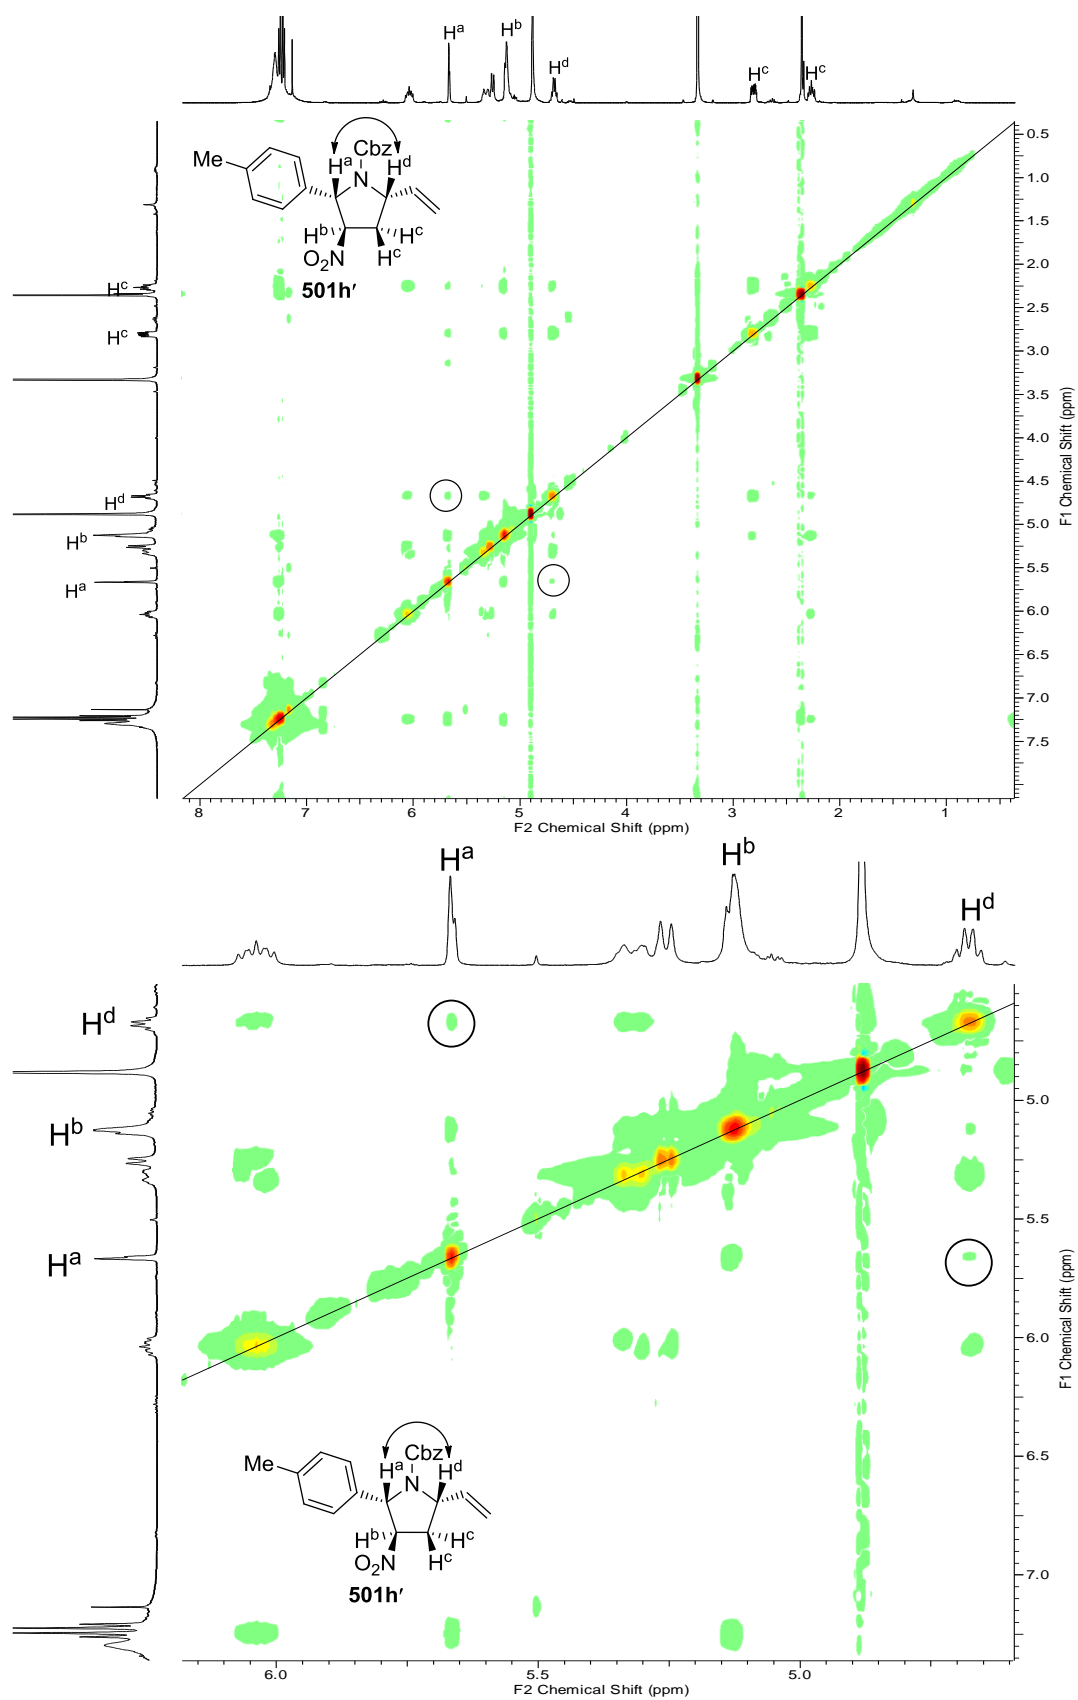 Hᵃ Hᵇ Hᵈ Hᶜ Hᶜ
Me
Cbz
Hᵃ N Hᵈ
Hᵇ Hᶜ
O₂N Hᶜ
501h′
Hᶜ
Hᶜ
Hᵈ
Hᵇ
Hᵃ
0.5
1.0
1.5
2.0
2.5
3.0
3.5
4.0
4.5
5.0
5.5
6.0
6.5
7.0
7.5
F1 Chemical Shift (ppm)
8 7 6 5 4 3 2 1
F2 Chemical Shift (ppm)
Hᵃ Hᵇ Hᵈ
Hᵈ
Hᵇ
Hᵃ
5.0
5.5
6.0
6.5
7.0
F1 Chemical Shift (ppm)
Me
Cbz
Hᵃ N Hᵈ
Hᵇ Hᶜ
O₂N Hᶜ
501h′
6.0 5.5 5.0
F2 Chemical Shift (ppm)